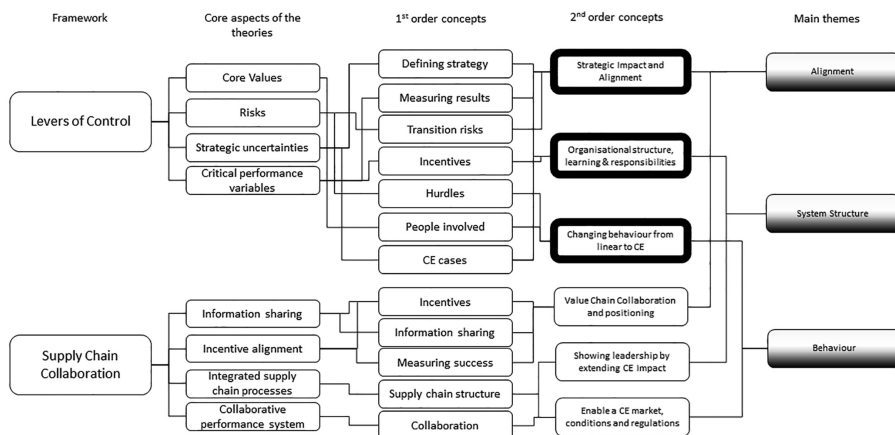 Framework
Core aspects of the
theories
1st order concepts
2nd order concepts
Main themes
Levers of Control
Core Values
Risks
Strategic uncertainties
Critical performance
variables
Defining strategy
Measuring results
Transition risks
Incentives
Hurdles
People involved
CE cases
Strategic Impact and
Alignment
Organisational structure,
learning & responsibilities
Changing behaviour from
linear to CE
Alignment
System Structure
Behaviour
Supply Chain
Collaboration
Information sharing
Incentive alignment
Integrated supply
chain processes
Collaborative
performance system
Incentives
Information sharing
Measuring success
Supply chain structure
Collaboration
Value Chain Collaboration
and positioning
Showing leadership by
extending CE Impact
Enable a CE market,
conditions and regulations